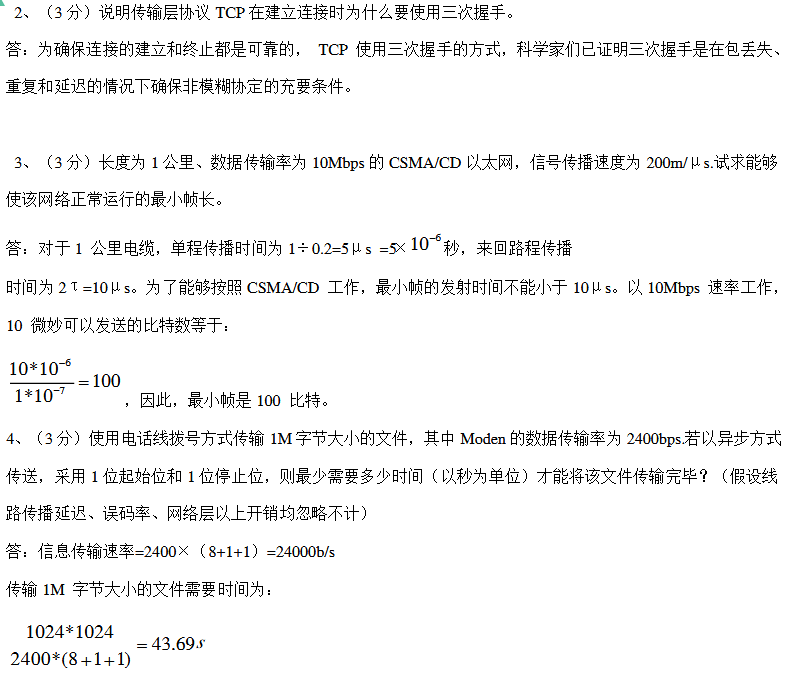 2、（3 分）说明传输层协议 TCP 在建立连接时为什么要使用三次握手。
答：为确保连接的建立和终止都是可靠的， TCP 使用三次握手的方式，科学家们已证明三次握手是在包丢失、
重复和延迟的情况下确保非模糊协定的充要条件。
3、（3 分）长度为 1 公里、数据传输率为 10Mbps 的 CSMA/CD 以太网，信号传播速度为 200m/μs.试求能够
使该网络正常运行的最小帧长。
答：对于 1 公里电缆，单程传播时间为 1÷0.2=5μs =5×10⁻⁶秒，来回路程传播
时间为 2τ=10μs。为了能够按照 CSMA/CD 工作，最小帧的发射时间不能小于 10μs。以 10Mbps 速率工作，
10 微妙可以发送的比特数等于：
10*10⁻⁶
1*10⁻⁷
=100
，因此，最小帧是 100 比特。
4、（3 分）使用电话线拨号方式传输 1M 字节大小的文件，其中 Moden 的数据传输率为 2400bps.若以异步方式
传送，采用 1 位起始位和 1 位停止位，则最少需要多少时间（以秒为单位）才能将该文件传输完毕？（假设线
路传播延迟、误码率、网络层以上开销均忽略不计）
答：信息传输速率=2400×（8+1+1）=24000b/s
传输 1M 字节大小的文件需要时间为：
1024*1024
2400*(8+1+1)
=43.69s